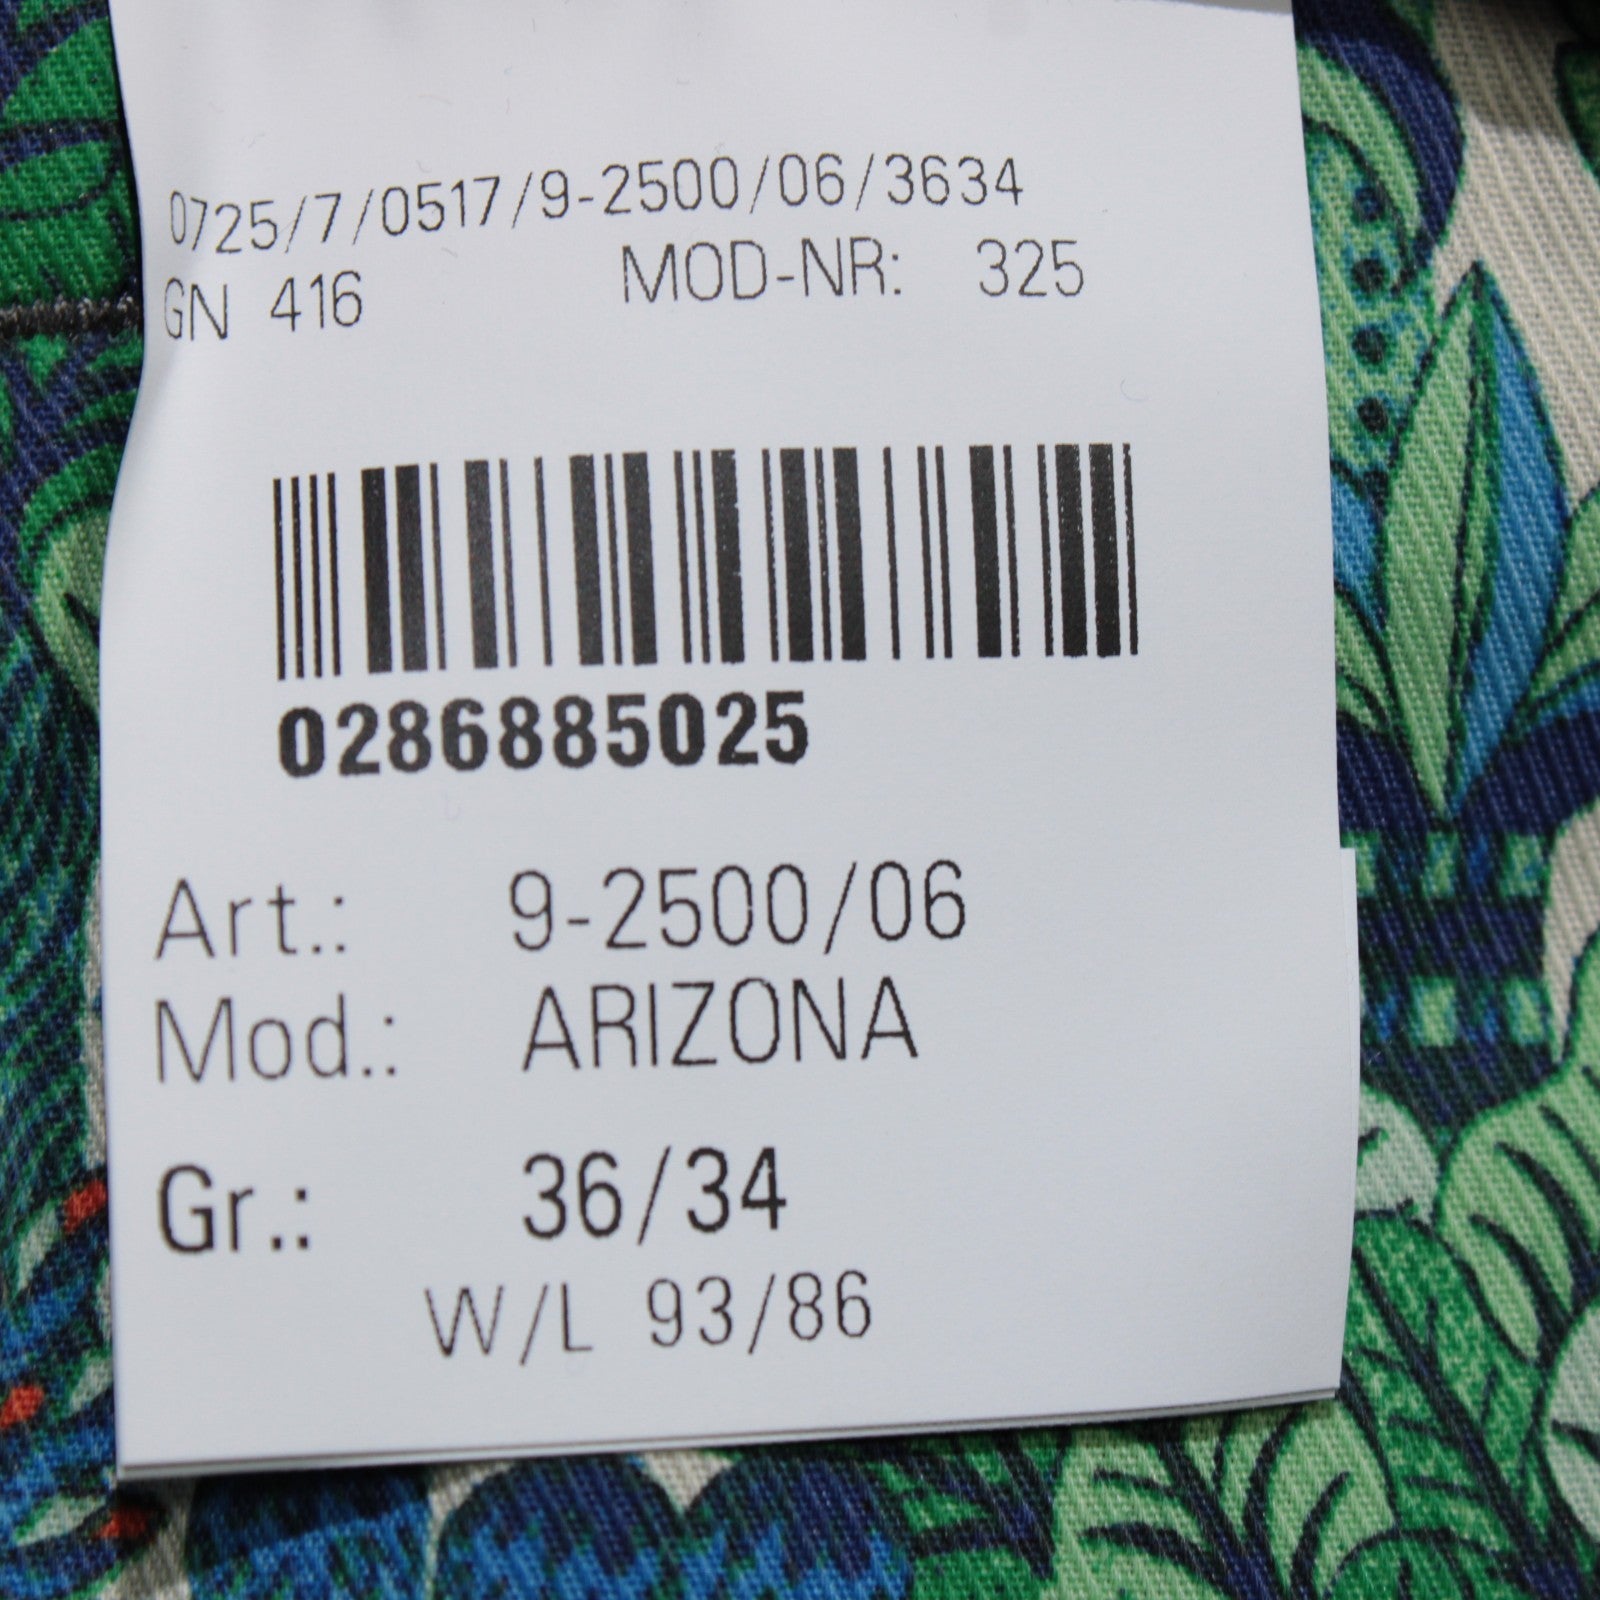 0725/7/0517/9-2500/06/3634
GN 416 MOD-NR: 325
0286885025
Art.: 9-2500/06
Mod.: ARIZONA
Gr.: 36/34
W/L 93/86